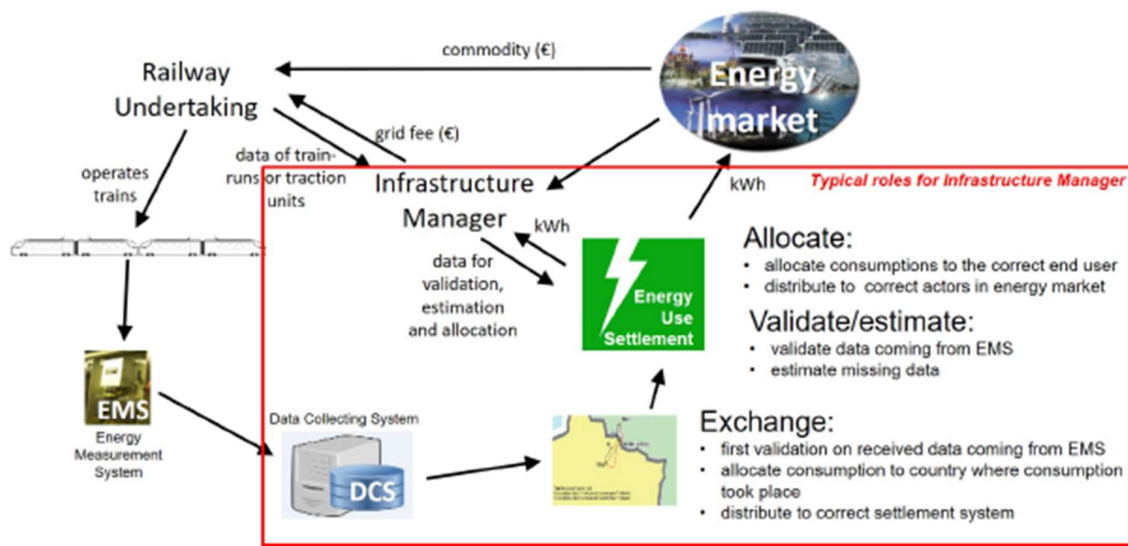 commodity (€)
Energy
market
Railway
Undertaking
grid fee (€)
operates
trains
data of train-
runs or traction
units
Infrastructure
Manager
kWh
kWh
Typical roles for Infrastructure Manager
data for
validation,
estimation
and allocation
Energy
Use
Settlement
Allocate:
• allocate consumptions to the correct end user
• distribute to correct actors in energy market
Validate/estimate:
• validate data coming from EMS
• estimate missing data
EMS
Energy
Measurement
System
Data Collecting System
DCS
Exchange:
• first validation on received data coming from EMS
• allocate consumption to country where consumption
took place
• distribute to correct settlement system